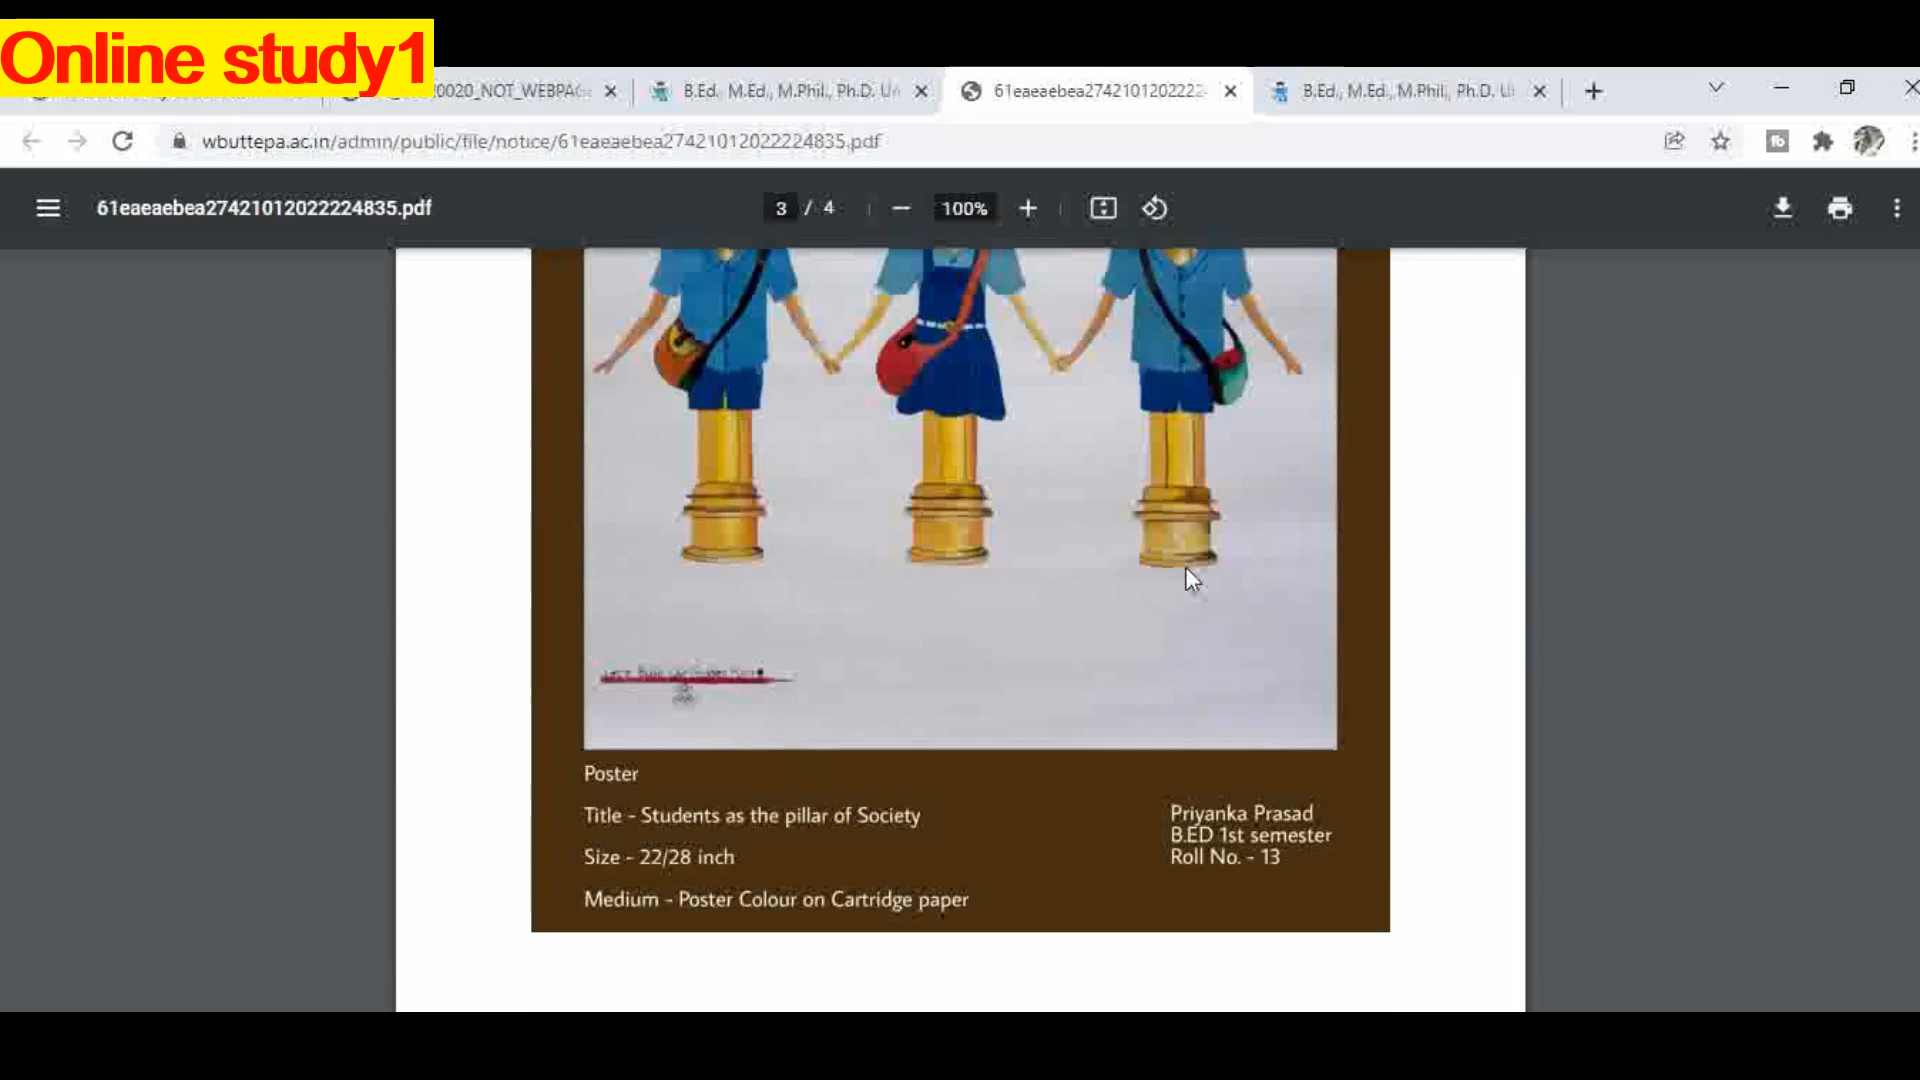 Online study1
0020_NOT_WEBPAG
B.Ed., M.Ed., M.Phil., Ph.D. Un
61eaeaebea2742101202222
B.Ed., M.Ed., M.Phil., Ph.D. U
wbuttepa.ac.in/admin/public/file/notice/61eaeaebea27421012022224835.pdf
61eaeaebea27421012022224835.pdf
3 / 4
100%
Poster
Title - Students as the pillar of Society
Size - 22/28 inch
Medium - Poster Colour on Cartridge paper
Priyanka Prasad
B.ED 1st semester
Roll No. - 13